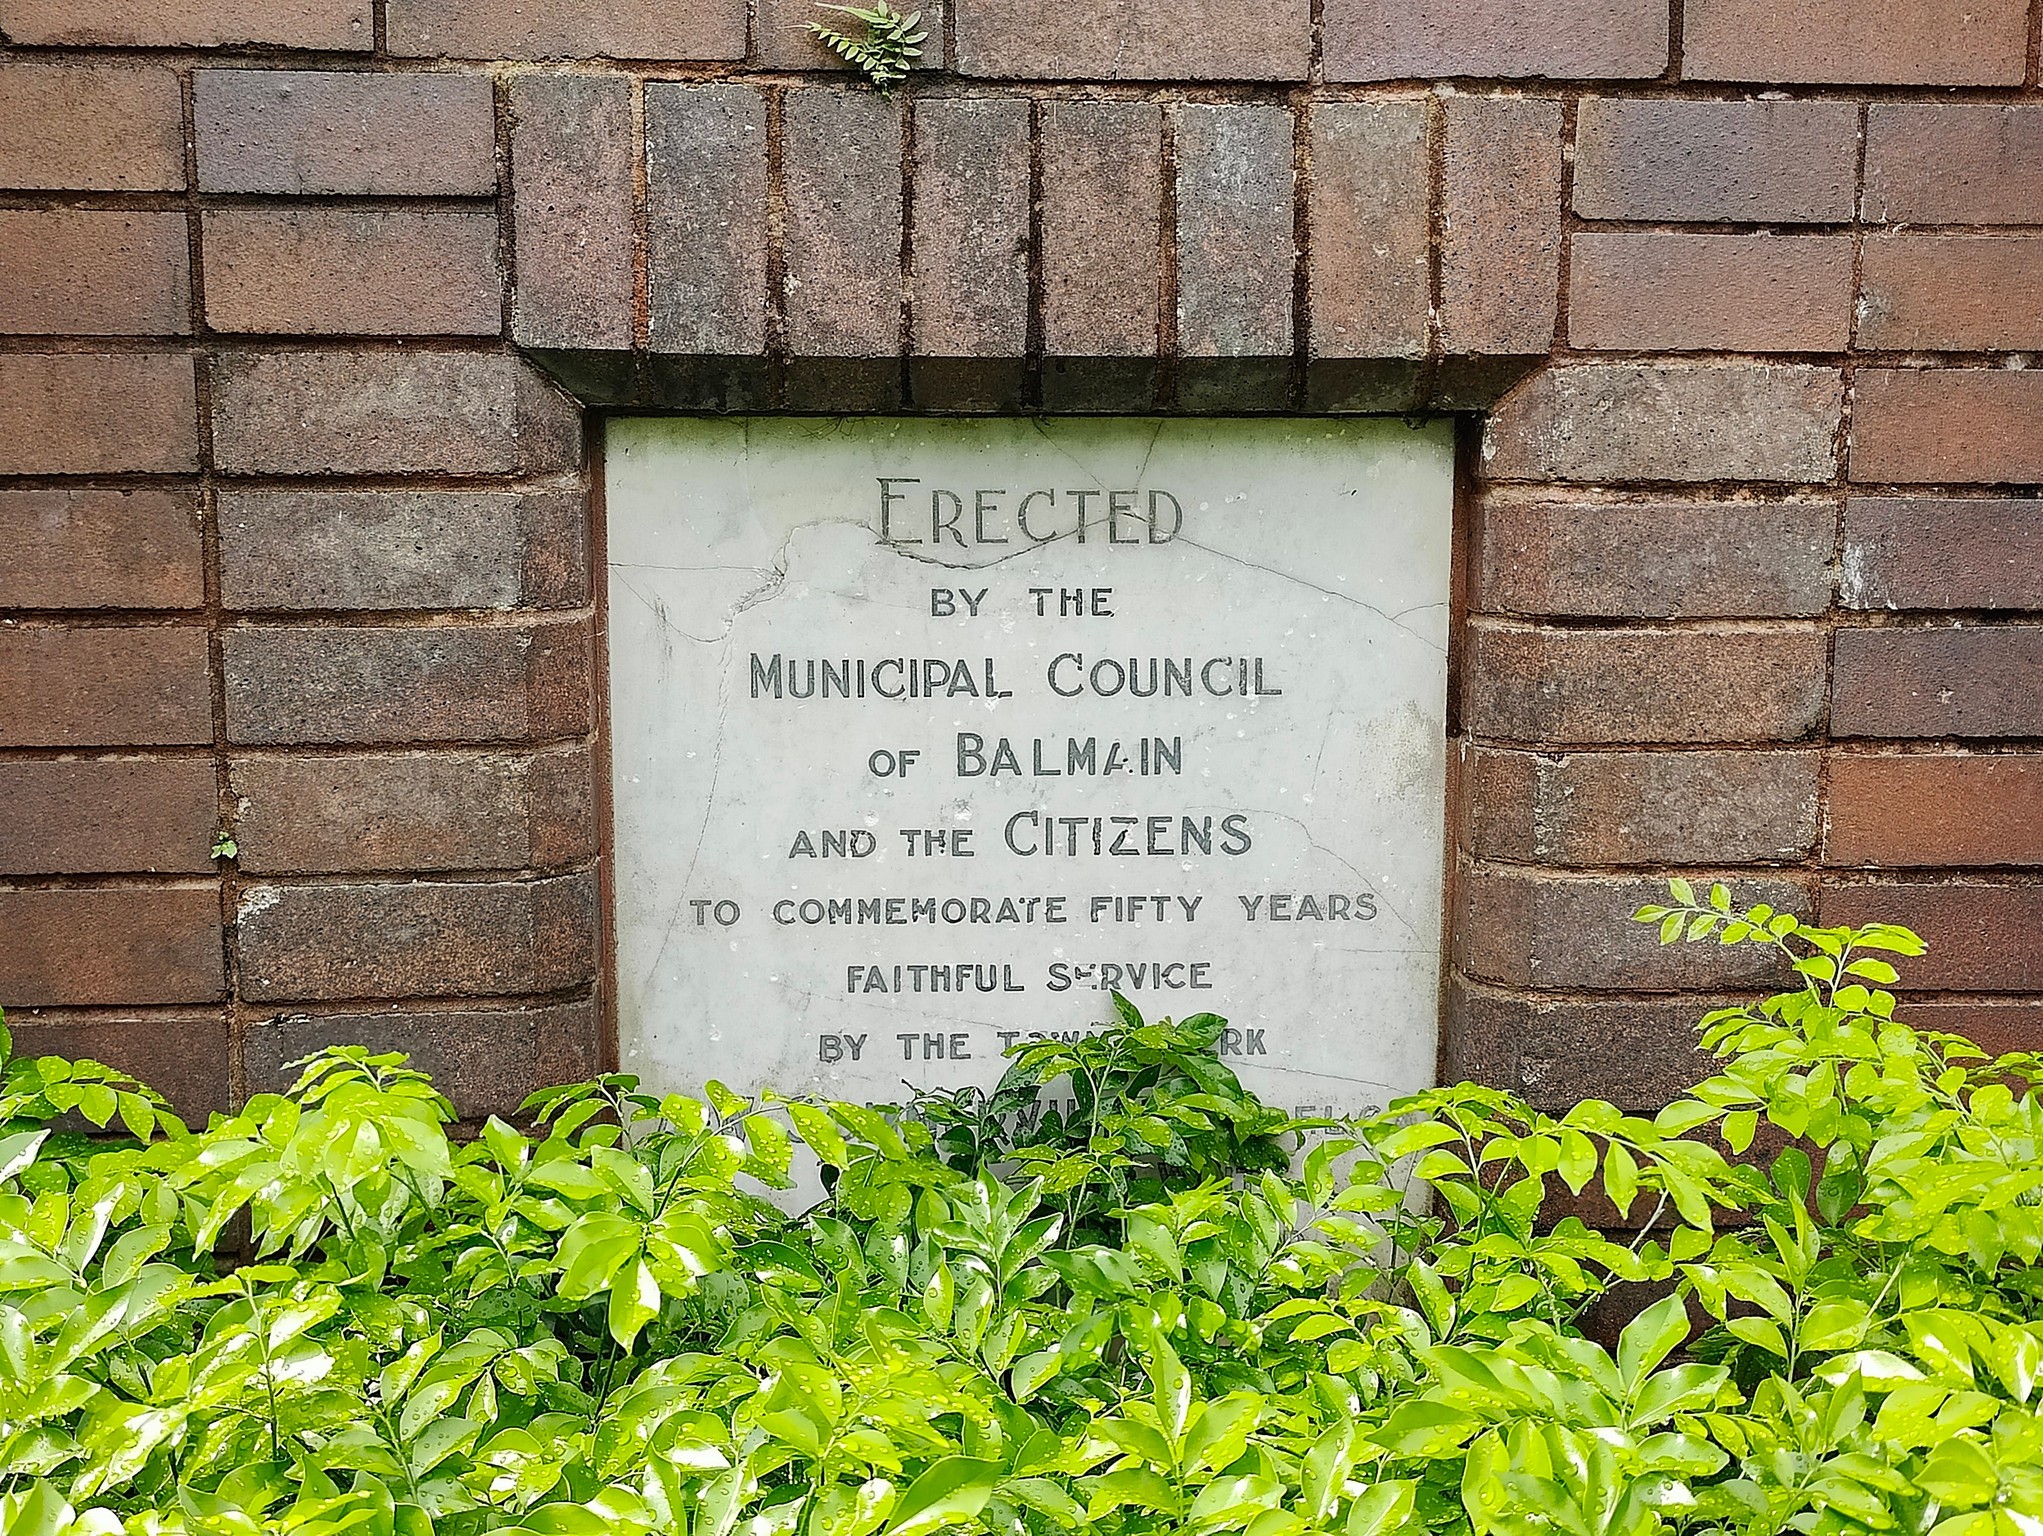 ERECTED
BY THE
MUNICIPAL COUNCIL
OF BALMAIN
AND THE CITIZENS
TO COMMEMORATE FIFTY YEARS
FAITHFUL SERVICE
BY THE